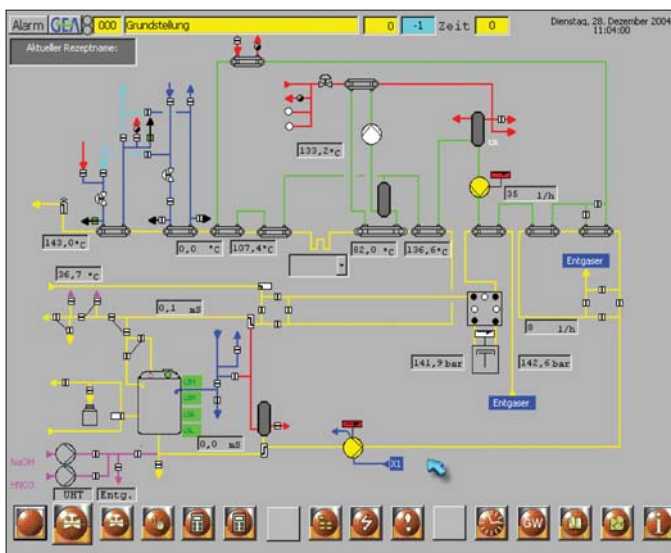 Alarm GEA 000 Grundstellung 0 -1 Zeit 0 Dienstag, 28. Dezember 2004
11:04:00
Aktueller Rezeptname:
133,2°C
35 l/h
143,0°C 0,0 °C 107,4°C 82,0 °C 136,6°C
Entgaser
36,7 °C
0,1 mS
0 l/h
141,9 bar 142,6 bar
Entgaser
0,0 mS
X1
NaOH
HNO3
UHT Entg.
GW
i